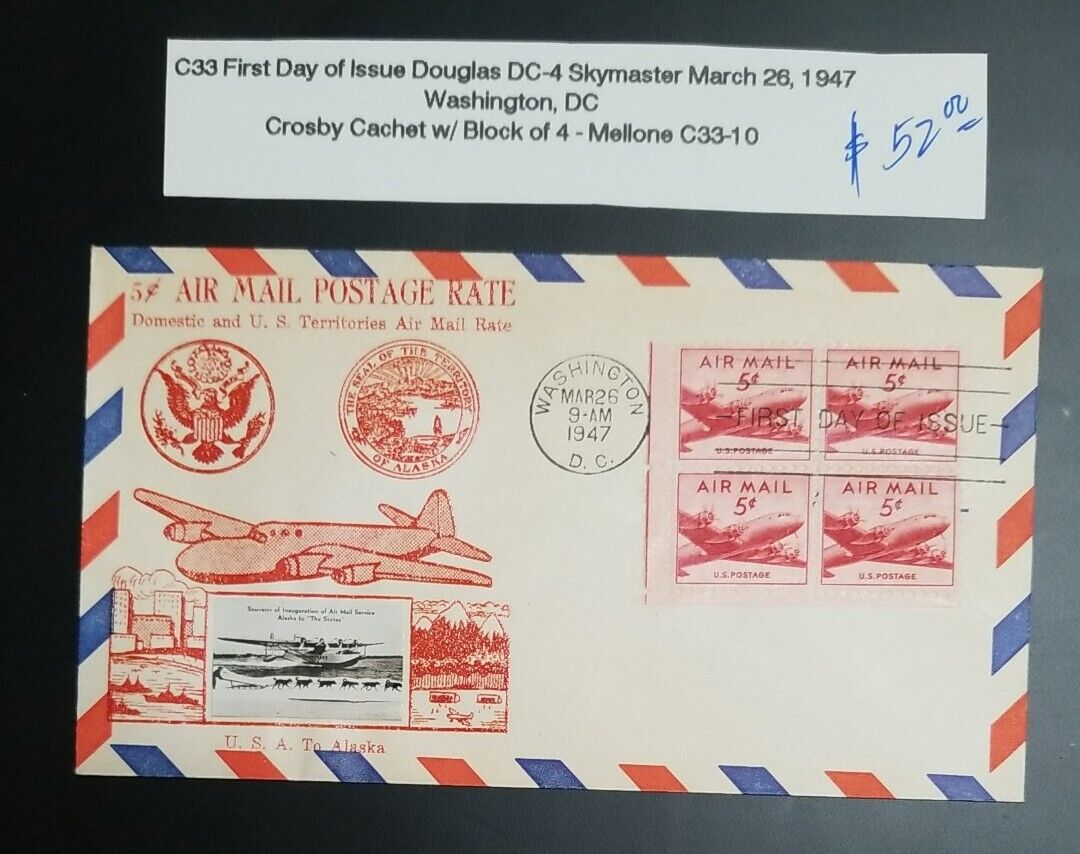 C33 First Day of Issue Douglas DC-4 Skymaster March 26, 1947
Washington, DC
Crosby Cachet w/ Block of 4 - Mellone C33-10
$ 52.00
5¢ AIR MAIL POSTAGE RATE
Domestic and U. S. Territories Air Mail Rate
THE SEAL OF THE TERRITORY
OF ALASKA
WASHINGTON
MAR 26
9-AM
1947
D. C.
AIR MAIL
5¢
U.S. POSTAGE
AIR MAIL
5¢
U.S. POSTAGE
—FIRST DAY OF ISSUE—
AIR MAIL
5¢
U.S. POSTAGE
AIR MAIL
5¢
U.S. POSTAGE
Souvenir of Inauguration of Air Mail Service
Alaska to "The States"
U. S. A. To Alaska